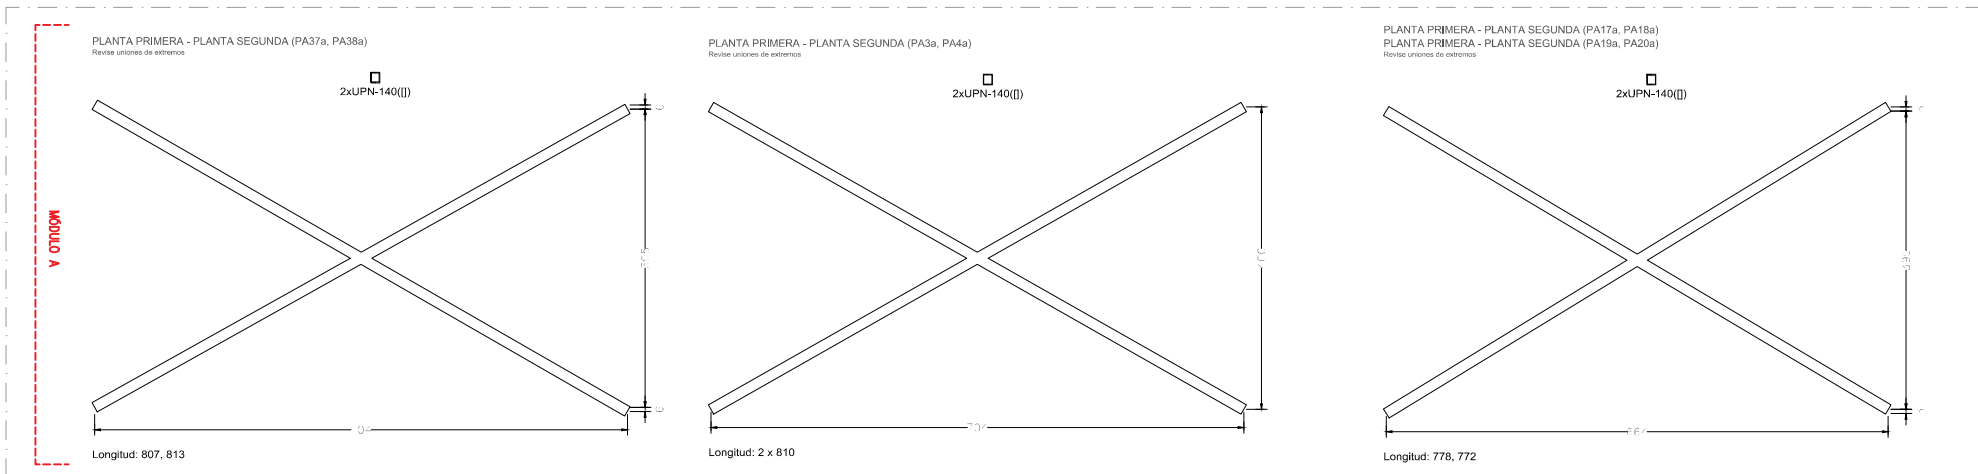 MÓDULO A
PLANTA PRIMERA - PLANTA SEGUNDA (PA37a, PA38a)
Revise uniones de extremos
2xUPN-140([])
Longitud: 807, 813
PLANTA PRIMERA - PLANTA SEGUNDA (PA3a, PA4a)
Revise uniones de extremos
2xUPN-140([])
Longitud: 2 x 810
PLANTA PRIMERA - PLANTA SEGUNDA (PA17a, PA18a)
PLANTA PRIMERA - PLANTA SEGUNDA (PA19a, PA20a)
Revise uniones de extremos
2xUPN-140([])
Longitud: 778, 772